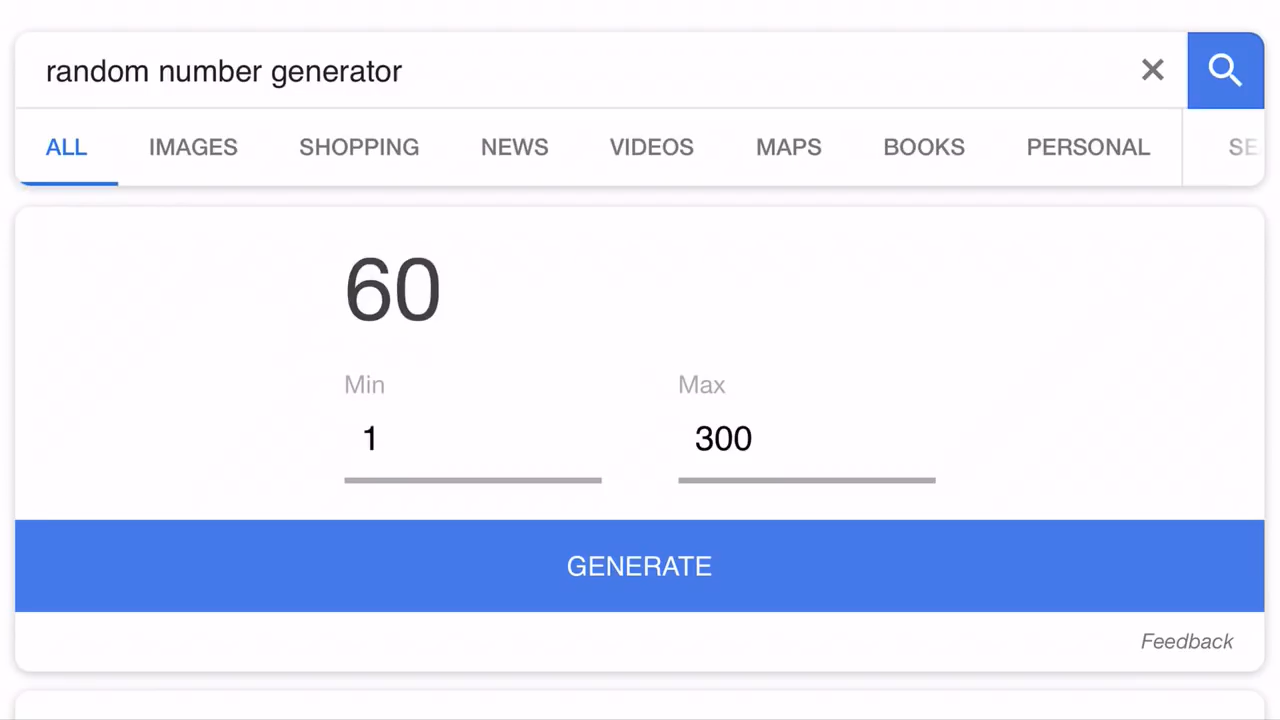 random number generator
ALL IMAGES SHOPPING NEWS VIDEOS MAPS BOOKS PERSONAL
60
Min Max
1 300
GENERATE
Feedback